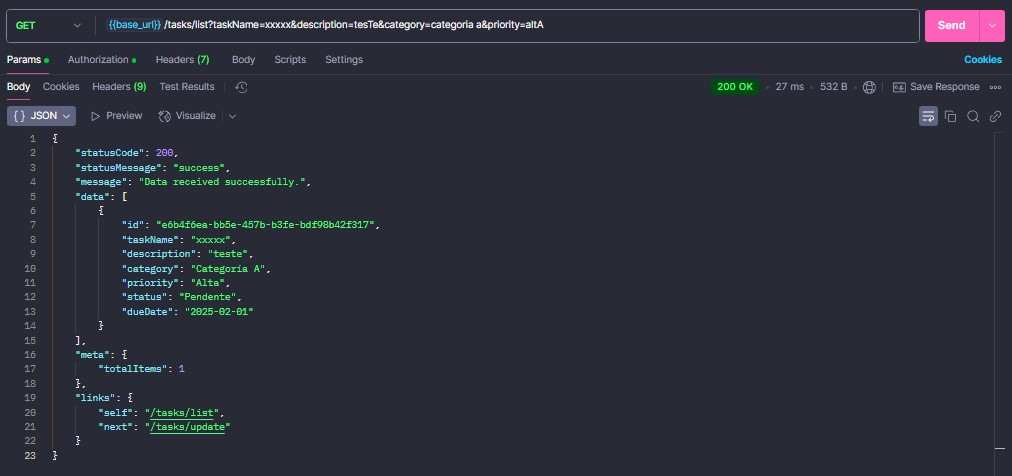 GET {{base_url}} /tasks/list?taskName=xxxxx&description=tesTe&category=categoria a&priority=altA Send
Params Authorization Headers (7) Body Scripts Settings Cookies
Body Cookies Headers (9) Test Results 200 OK 27 ms 532 B Save Response
{ } JSON Preview Visualize
1 {
2 "statusCode": 200,
3 "statusMessage": "success",
4 "message": "Data received successfully.",
5 "data": [
6 {
7 "id": "e6b4f6ea-bb5e-457b-b3fe-bdf98b42f317",
8 "taskName": "xxxxx",
9 "description": "teste",
10 "category": "Categoria A",
11 "priority": "Alta",
12 "status": "Pendente",
13 "dueDate": "2025-02-01"
14 }
15 ],
16 "meta": {
17 "totalItems": 1
18 },
19 "links": {
20 "self": "/tasks/list",
21 "next": "/tasks/update"
22 }
23 }